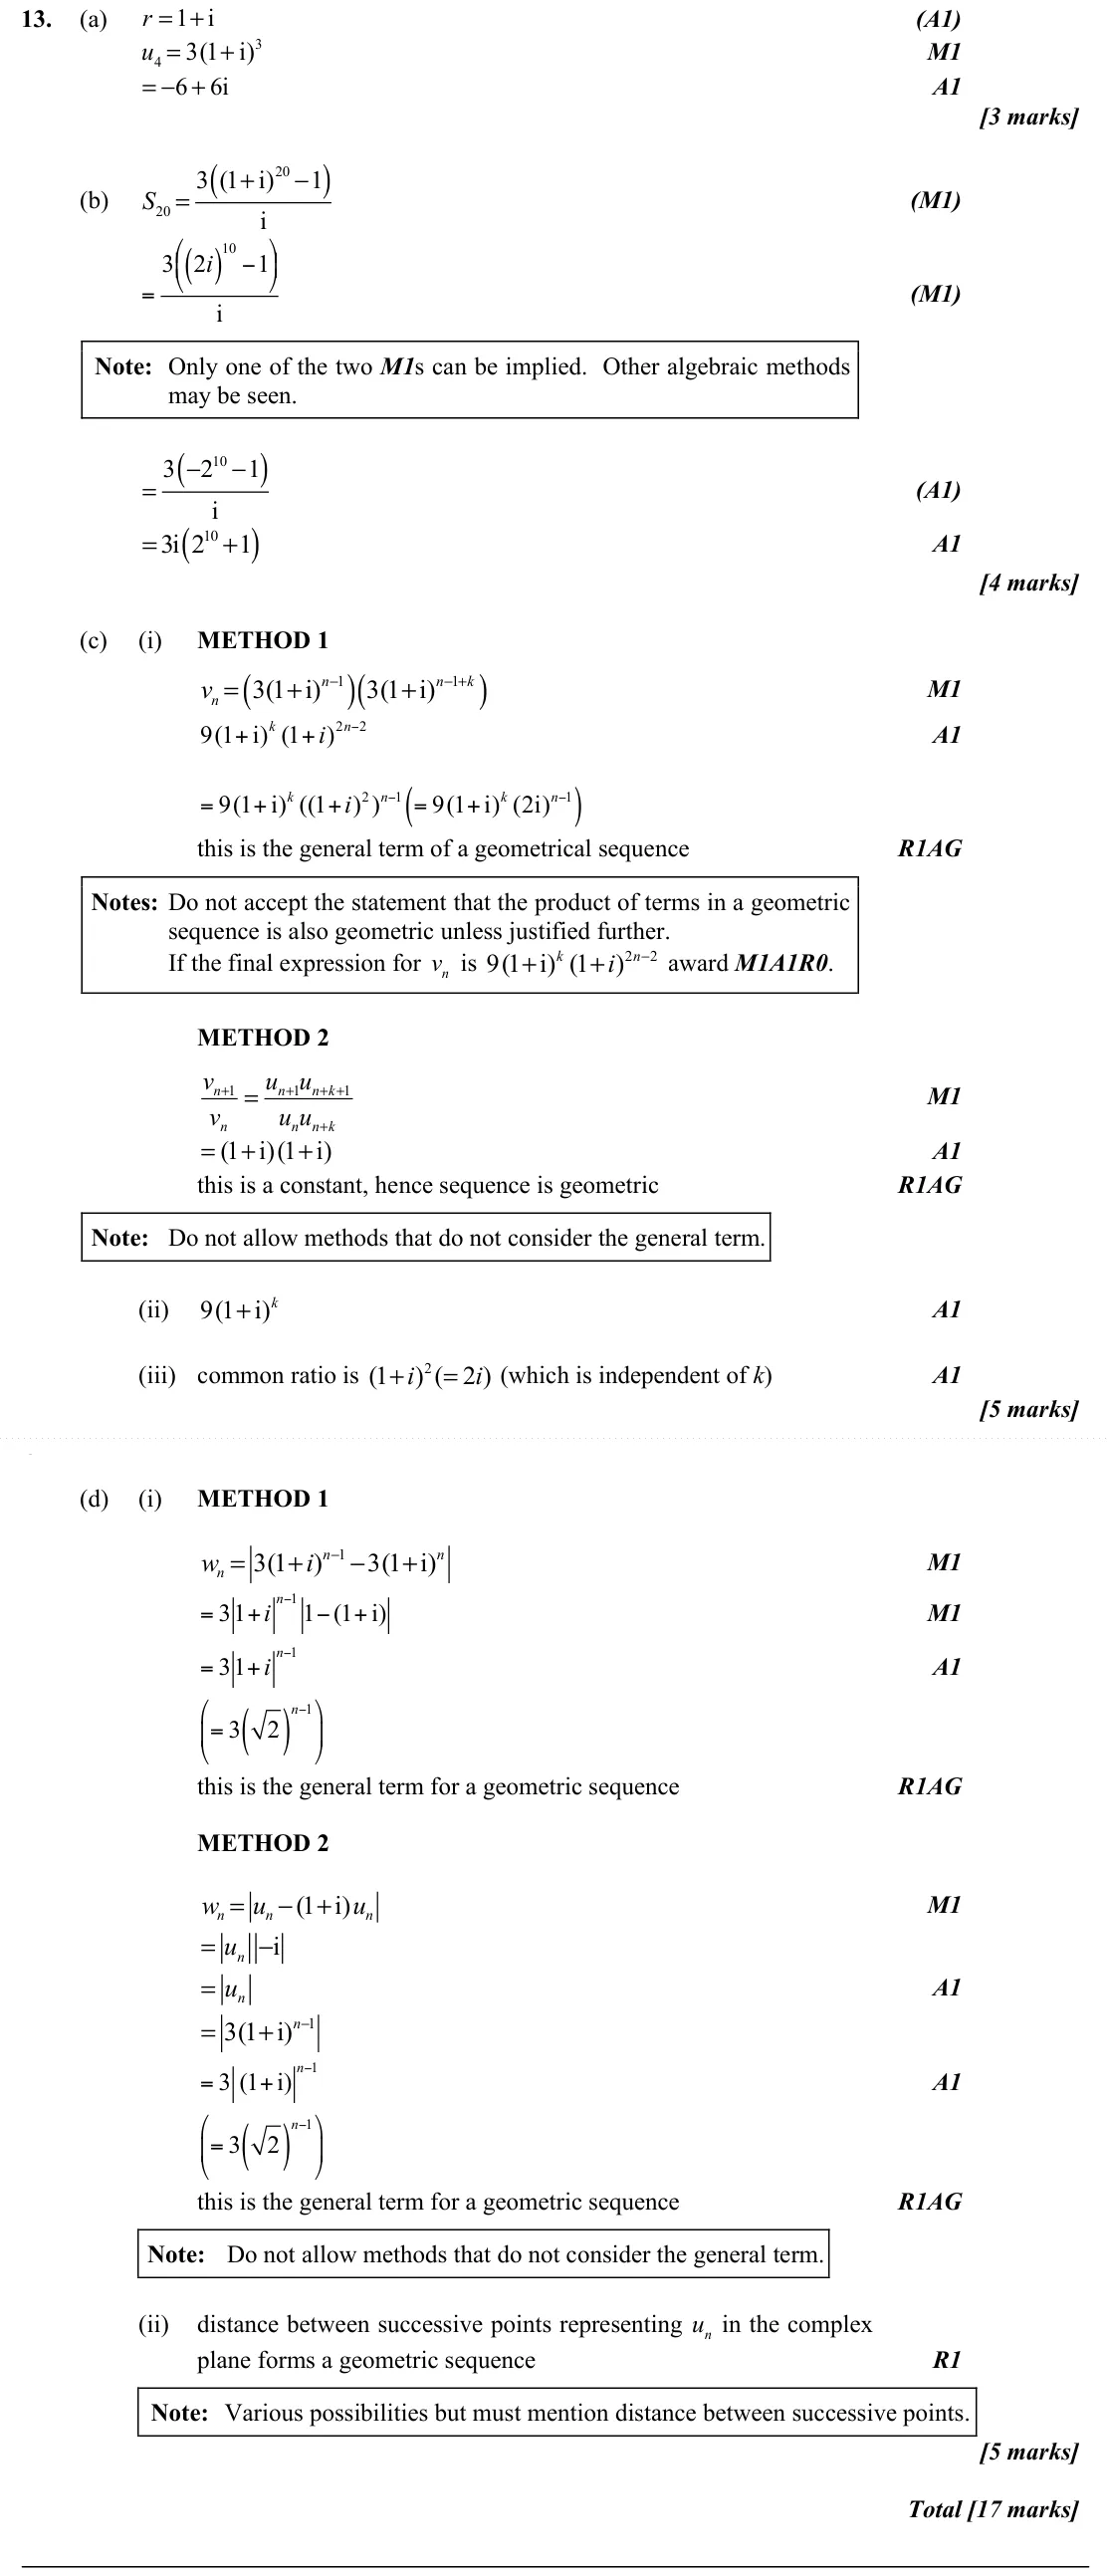 13. (a) r = 1 + i (A1)
u₄ = 3(1 + i)³ M1
= −6 + 6i A1
[3 marks]
(b) S₂₀ = 3((1 + i)²⁰ − 1) / i (M1)
= 3((2i)¹⁰ − 1) / i (M1)
Note: Only one of the two M1s can be implied. Other algebraic methods
may be seen.
= 3(−2¹⁰ − 1) / i (A1)
= 3i(2¹⁰ + 1) A1
[4 marks]
(c) (i) METHOD 1
vₙ = (3(1 + i)ⁿ⁻¹)(3(1 + i)ⁿ⁻¹⁺ᵏ) M1
9(1 + i)ᵏ (1 + i)²ⁿ⁻² A1
= 9(1 + i)ᵏ ((1 + i)²)ⁿ⁻¹ (= 9(1 + i)ᵏ (2i)ⁿ⁻¹)
this is the general term of a geometrical sequence R1AG
Notes: Do not accept the statement that the product of terms in a geometric
sequence is also geometric unless justified further.
If the final expression for vₙ is 9(1 + i)ᵏ (1 + i)²ⁿ⁻² award M1A1R0.
METHOD 2
vₙ₊₁ / vₙ = uₙ₊₁uₙ₊ₖ₊₁ / uₙuₙ₊ₖ M1
= (1 + i)(1 + i) A1
this is a constant, hence sequence is geometric R1AG
Note: Do not allow methods that do not consider the general term.
(ii) 9(1 + i)ᵏ A1
(iii) common ratio is (1 + i)² (= 2i) (which is independent of k) A1
[5 marks]
(d) (i) METHOD 1
wₙ = |3(1 + i)ⁿ⁻¹ − 3(1 + i)ⁿ| M1
= 3|1 + i|ⁿ⁻¹ |1 − (1 + i)| M1
= 3|1 + i|ⁿ⁻¹ A1
(= 3(√2)ⁿ⁻¹)
this is the general term for a geometric sequence R1AG
METHOD 2
wₙ = |uₙ − (1 + i)uₙ| M1
= |uₙ||−i|
= |uₙ| A1
= |3(1 + i)ⁿ⁻¹|
= 3|(1 + i)|ⁿ⁻¹ A1
(= 3(√2)ⁿ⁻¹)
this is the general term for a geometric sequence R1AG
Note: Do not allow methods that do not consider the general term.
(ii) distance between successive points representing uₙ in the complex
plane forms a geometric sequence R1
Note: Various possibilities but must mention distance between successive points.
[5 marks]
Total [17 marks]